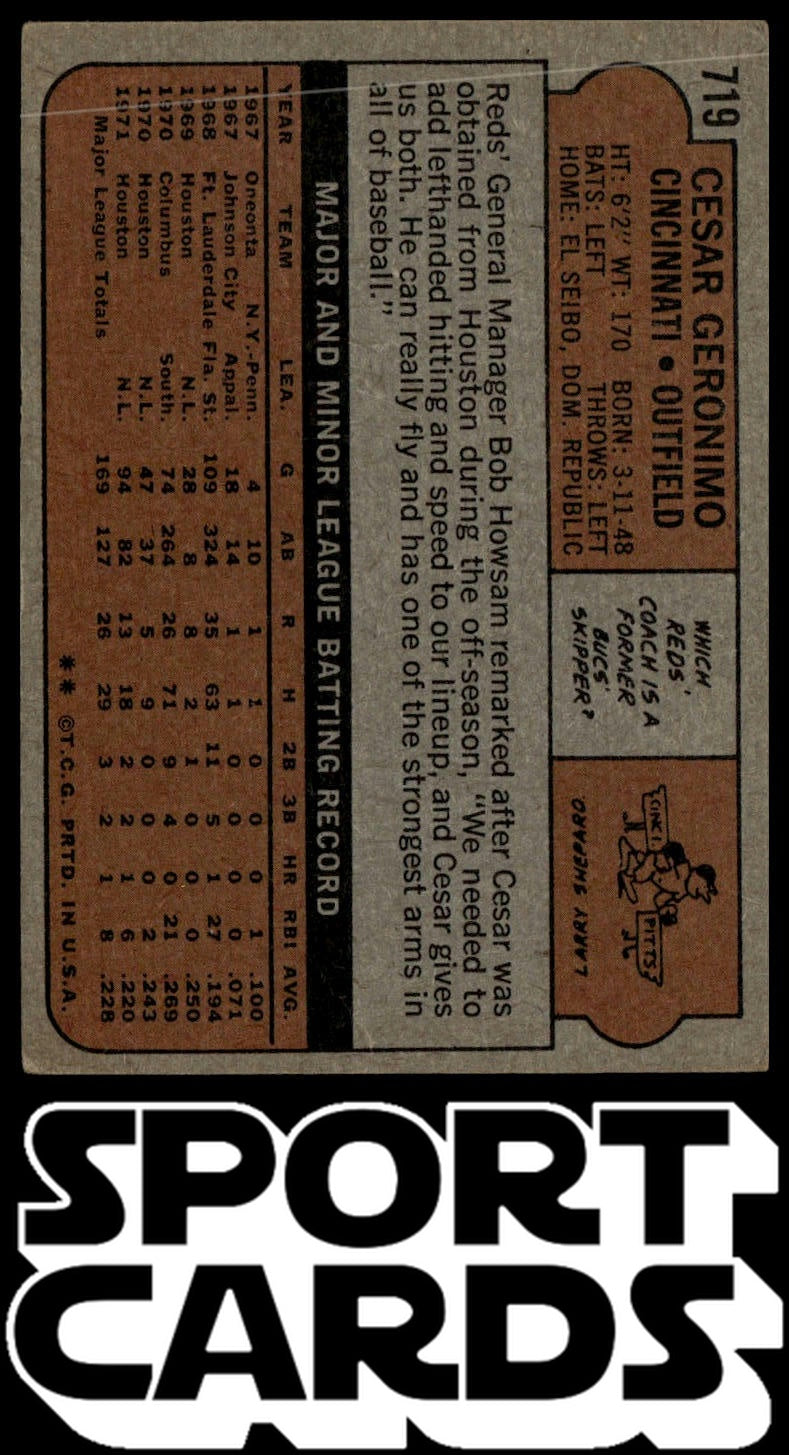 719
CESAR GERONIMO
CINCINNATI • OUTFIELD
HT: 6'2" WT: 170 BORN: 3-11-48
BATS: LEFT THROWS: LEFT
HOME: EL SEIBO, DOM. REPUBLIC
WHICH
REDS'
COACH IS A
FORMER
BUCS'
SKIPPER?
CINCI.
PITTS
LARRY SHEPARD.
Reds' General Manager Bob Howsam remarked after Cesar was
obtained from Houston during the off-season, "We needed to
add lefthanded hitting and speed to our lineup, and Cesar gives
us both. He can really fly and has one of the strongest arms in
all of baseball."
MAJOR AND MINOR LEAGUE BATTING RECORD
YEAR TEAM LEA. G AB R H 2B 3B HR RBI AVG.
1967 Oneonta N.Y.-Penn. 4 10 1 1 0 0 0 1 .100
1967 Johnson City Appal. 18 14 1 1 0 0 0 0 .071
1968 Ft. Lauderdale Fla. St. 109 324 35 63 11 5 1 27 .194
1969 Houston N.L. 28 8 8 2 1 0 0 0 .250
1970 Columbus South. 74 264 26 71 9 4 0 21 .269
1970 Houston N.L. 47 37 5 9 0 0 0 2 .243
1971 Houston N.L. 94 82 13 18 2 2 1 6 .220
Major League Totals 169 127 26 29 3 2 1 8 .228
** ©T.C.G. PRTD. IN U.S.A.
SPORT
CARDS